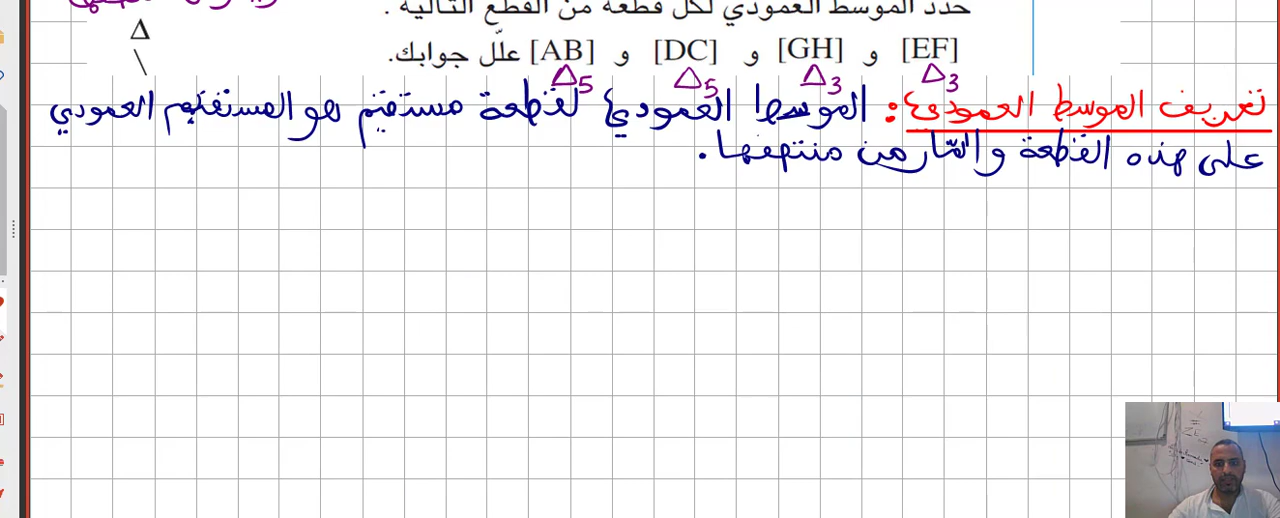 Δ
حدد الموسط العمودي لكل قطعة من القطع التالية .
[EF] و [GH] و [DC] و [AB] علّل جوابك.
Δ3 Δ3 Δ5 Δ5
تعريف الموسط العمودي: الموسط العمودي لقطعة مستقيم هو المستقيم العمودي
على هذه القطعة والمار من منتصفها.